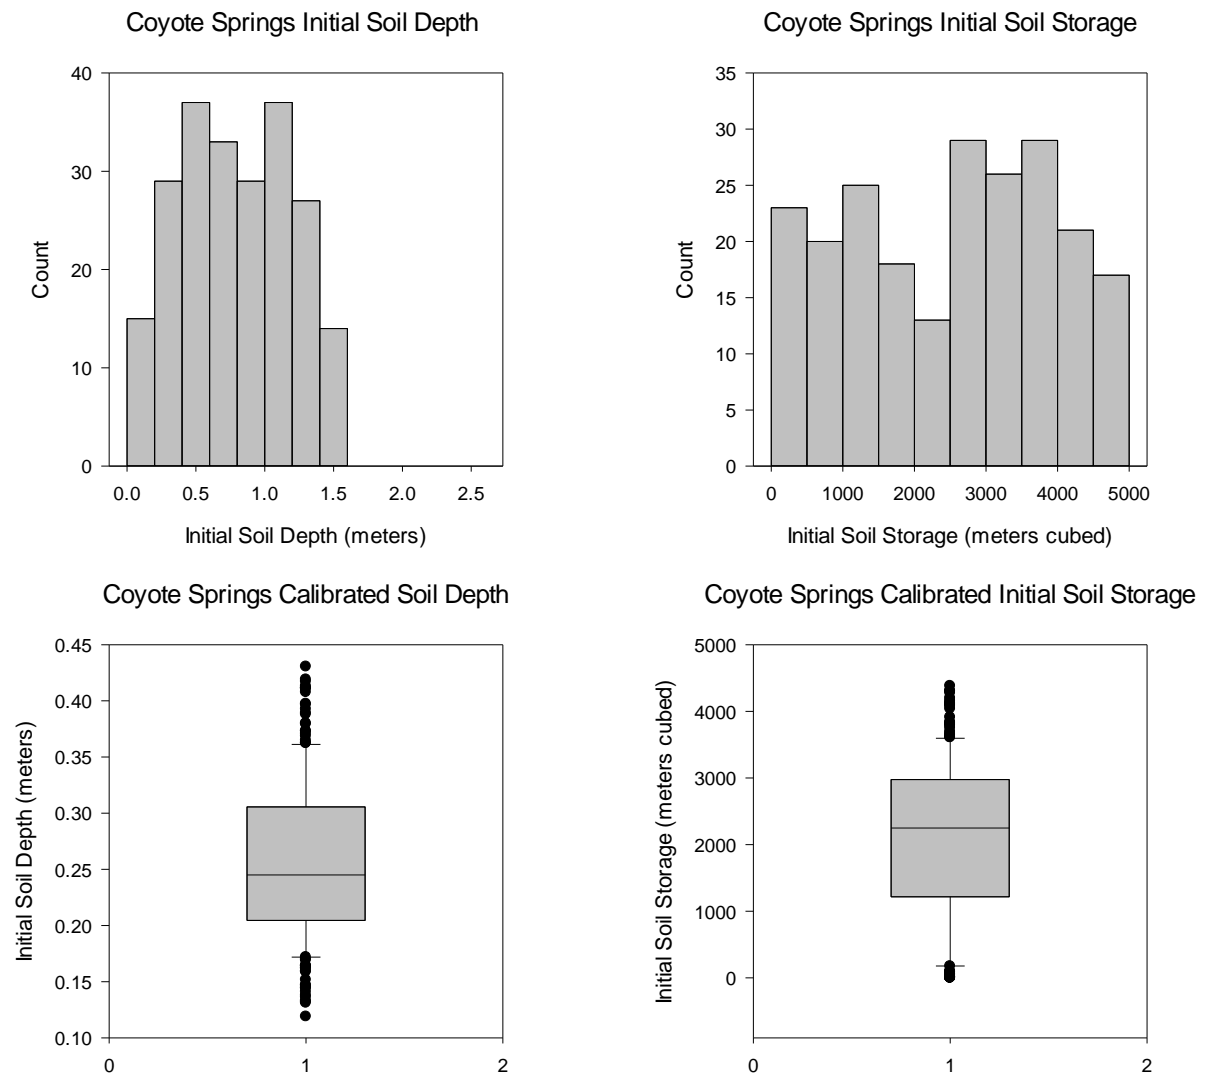 Coyote Springs Initial Soil Depth
40
30
20
10
0
Count
0.0 0.5 1.0 1.5 2.0 2.5
Initial Soil Depth (meters)
Coyote Springs Initial Soil Storage
35
30
25
20
15
10
5
0
Count
0 1000 2000 3000 4000 5000
Initial Soil Storage (meters cubed)
Coyote Springs Calibrated Soil Depth
0.45
0.40
0.35
0.30
0.25
0.20
0.15
0.10
Initial Soil Depth (meters)
0 1 2
Coyote Springs Calibrated Initial Soil Storage
5000
4000
3000
2000
1000
0
Initial Soil Storage (meters cubed)
0 1 2